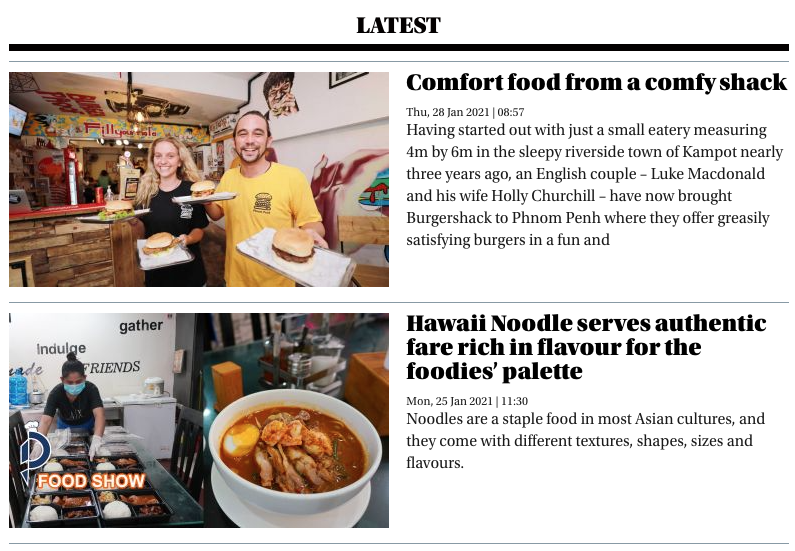 LATEST
Comfort food from a comfy shack
Thu, 28 Jan 2021 | 08:57
Having started out with just a small eatery measuring
4m by 6m in the sleepy riverside town of Kampot nearly
three years ago, an English couple – Luke Macdonald
and his wife Holly Churchill – have now brought
Burgershack to Phnom Penh where they offer greasily
satisfying burgers in a fun and
gather
Indulge
FRIENDS
FOOD SHOW
Hawaii Noodle serves authentic
fare rich in flavour for the
foodies’ palette
Mon, 25 Jan 2021 | 11:30
Noodles are a staple food in most Asian cultures, and
they come with different textures, shapes, sizes and
flavours.